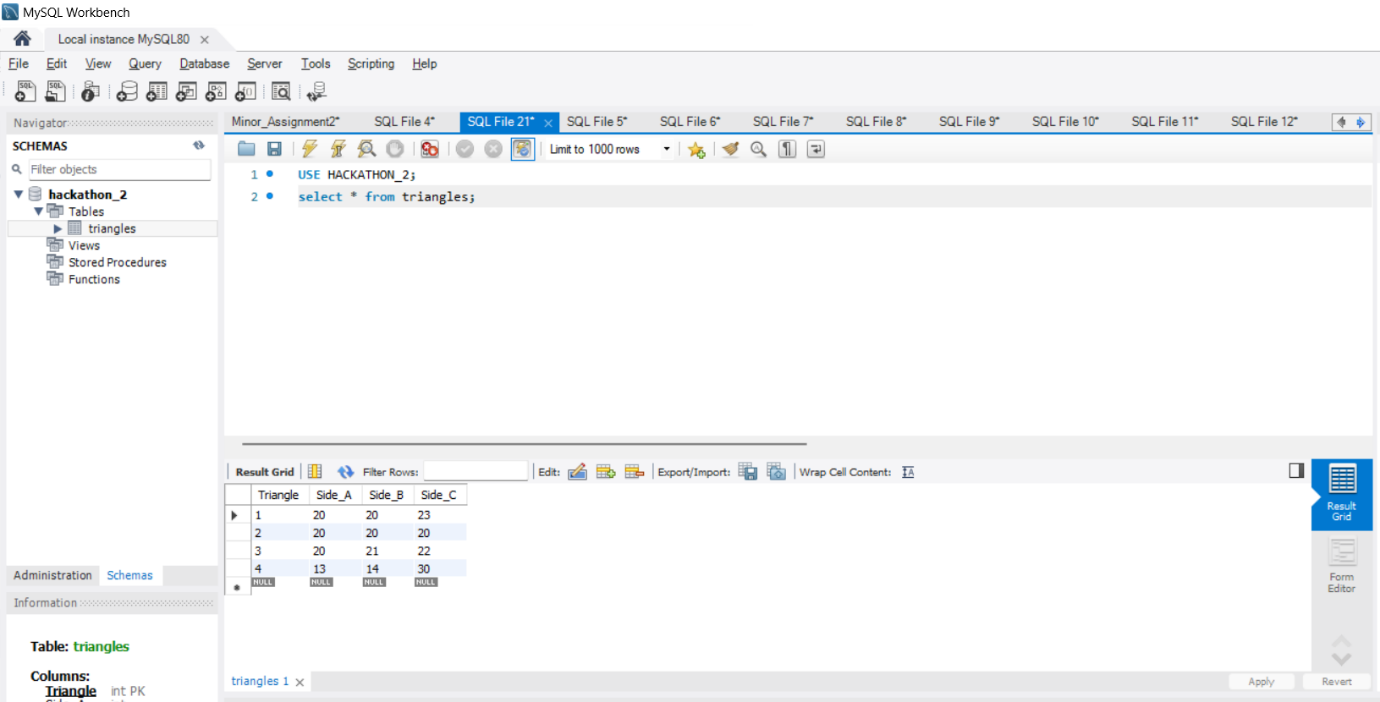 MySQL Workbench
Local instance MySQL80
File Edit View Query Database Server Tools Scripting Help
Navigator
SCHEMAS
Filter objects
hackathon_2
Tables
triangles
Views
Stored Procedures
Functions
Administration Schemas
Information
Table: triangles
Columns:
Triangle int PK
Minor_Assignment2* SQL File 4* SQL File 21* SQL File 5* SQL File 6* SQL File 7* SQL File 8* SQL File 9* SQL File 10* SQL File 11* SQL File 12*
Limit to 1000 rows
1 USE HACKATHON_2;
2 select * from triangles;
Result Grid Filter Rows: Edit: Export/Import: Wrap Cell Content:
Triangle Side_A Side_B Side_C
1 20 20 23
2 20 20 20
3 20 21 22
4 13 14 30
NULL NULL NULL NULL
Result
Grid
Form
Editor
triangles 1
Apply Revert